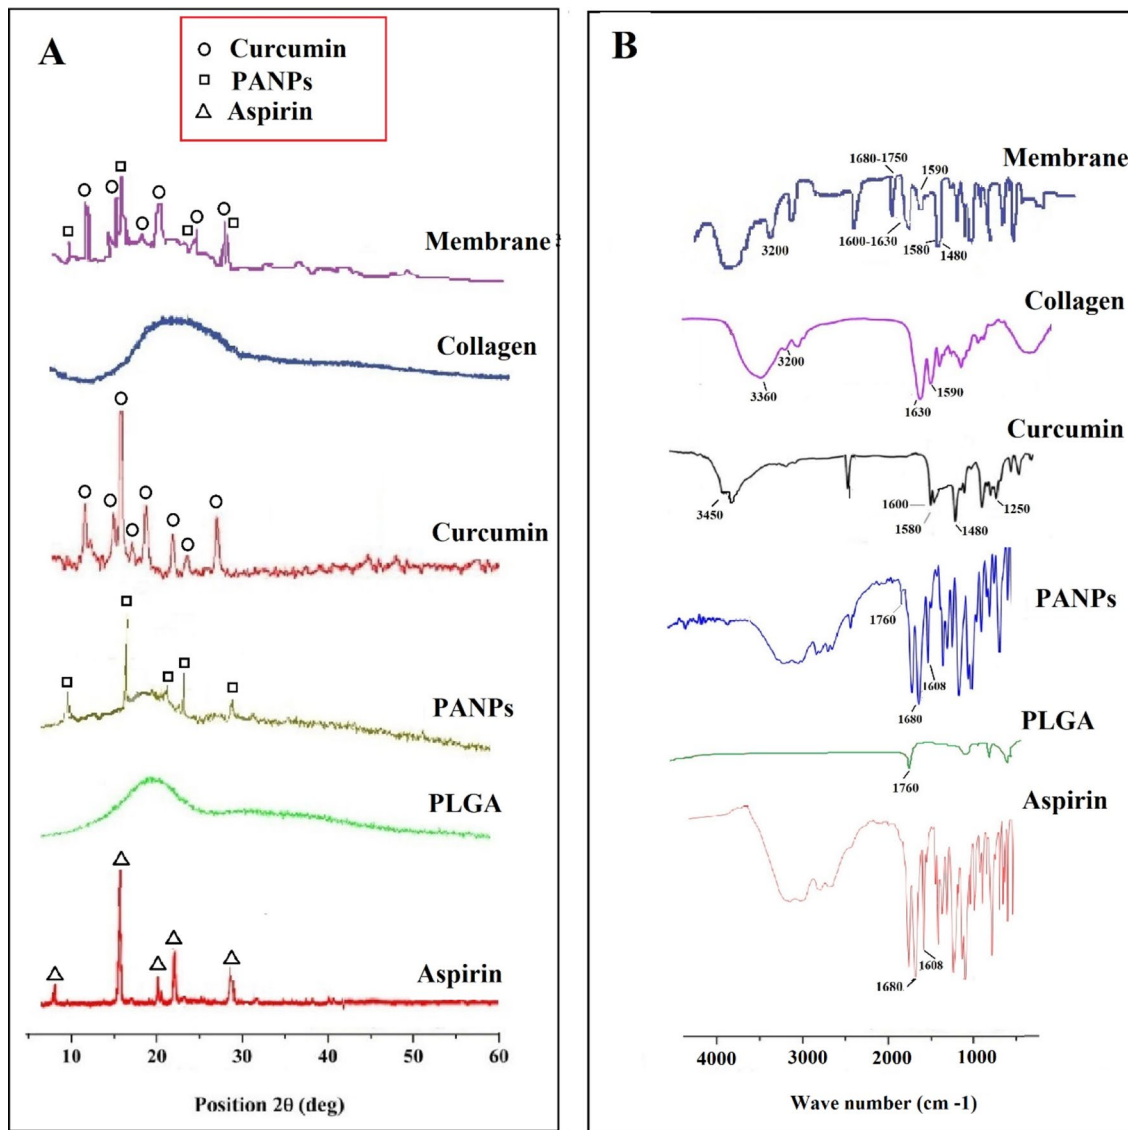 A
Curcumin
PANPs
Aspirin
Membrane
Collagen
Curcumin
PANPs
PLGA
Aspirin
10 20 30 40 50 60
Position 2θ (deg)
B
Membrane
1680-1750
1590
3200
1600-1630
1580
1480
Collagen
3200
3360
1590
1630
Curcumin
3450
1600
1580
1480
1250
PANPs
1760
1608
1680
PLGA
1760
Aspirin
1608
1680
4000 3000 2000 1000
Wave number (cm -1)